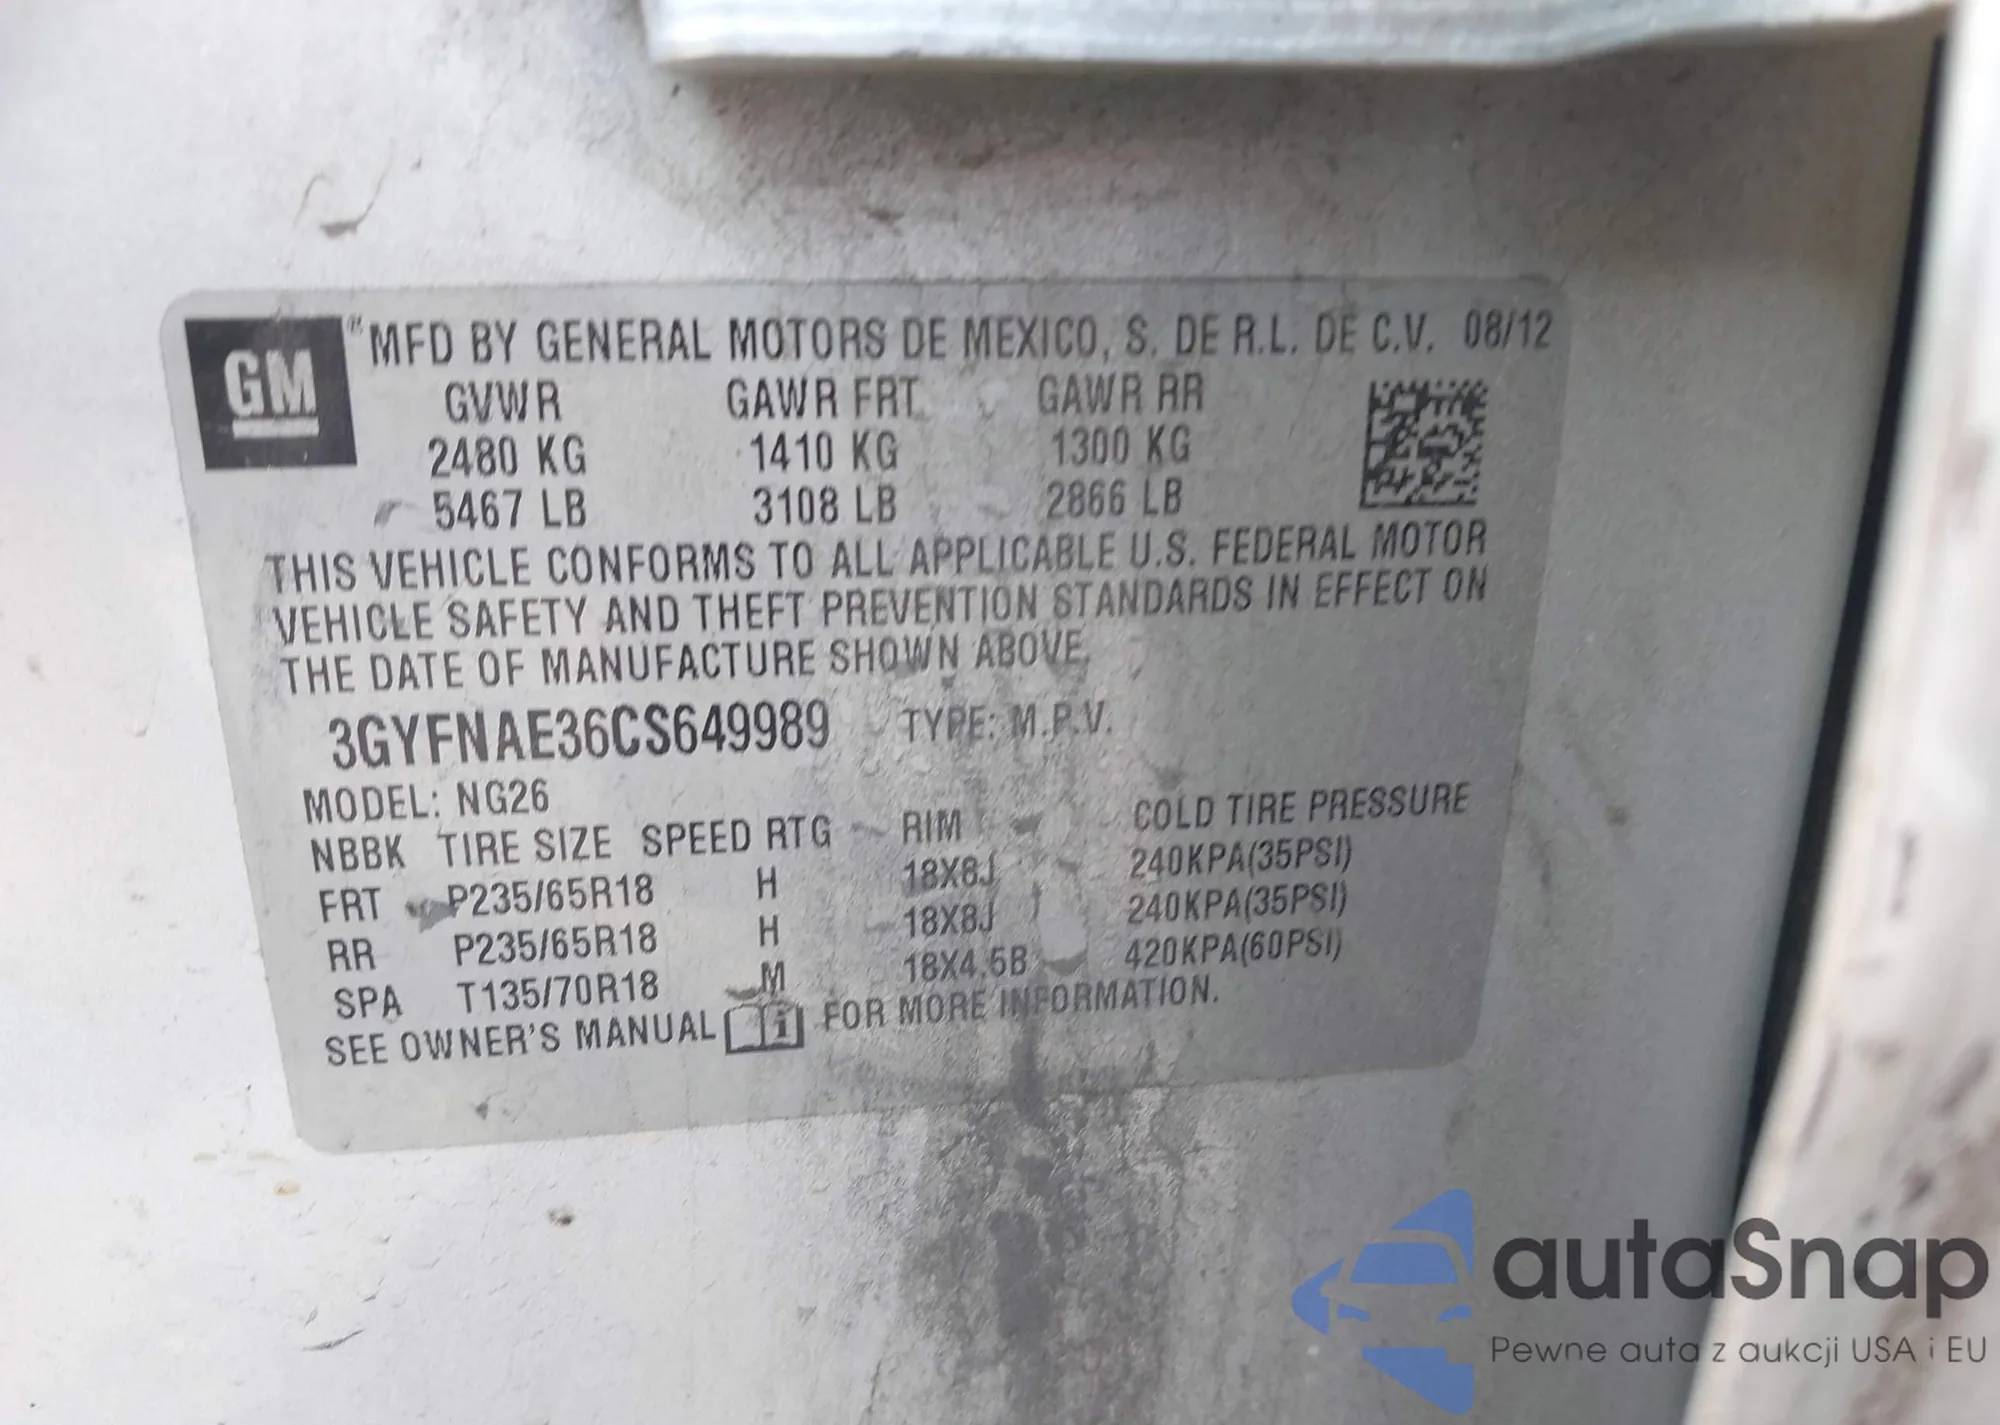 GM ® MFD BY GENERAL MOTORS DE MEXICO, S. DE R.L. DE C.V. 08/12
GVWR GAWR FRT GAWR RR
2480 KG 1410 KG 1300 KG
5467 LB 3108 LB 2866 LB
THIS VEHICLE CONFORMS TO ALL APPLICABLE U.S. FEDERAL MOTOR
VEHICLE SAFETY AND THEFT PREVENTION STANDARDS IN EFFECT ON
THE DATE OF MANUFACTURE SHOWN ABOVE.
3GYFNAE36CS649989 TYPE: M.P.V.
MODEL: NG26
NBBK TIRE SIZE SPEED RTG RIM COLD TIRE PRESSURE
FRT P235/65R18 H 18X8J 240KPA(35PSI)
RR P235/65R18 H 18X8J 240KPA(35PSI)
SPA T135/70R18 M 18X4.5B 420KPA(60PSI)
SEE OWNER'S MANUAL i FOR MORE INFORMATION.
autaSnap
Pewne auta z aukcji USA i EU